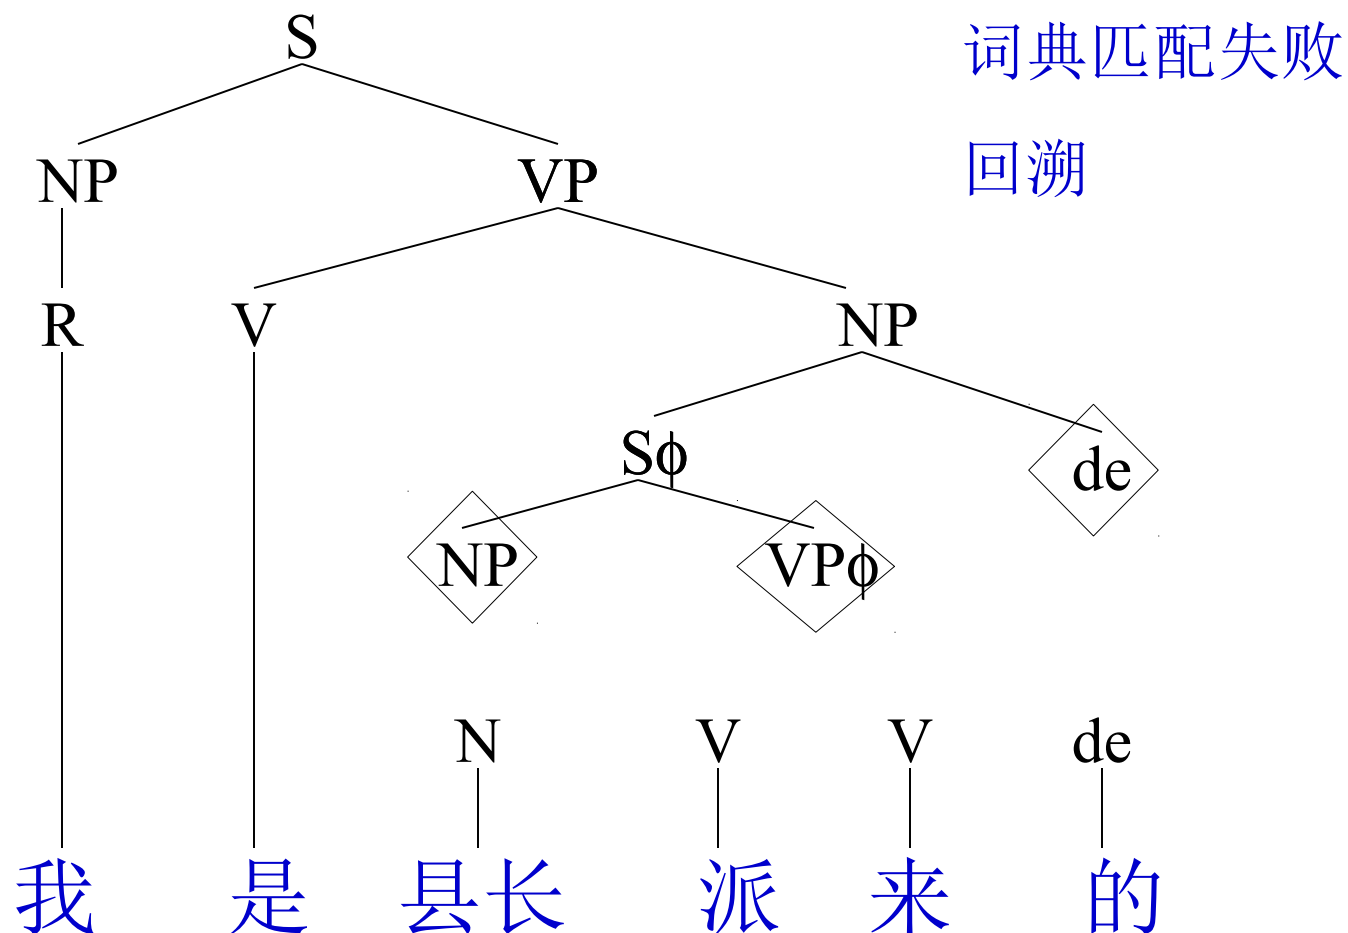 S 词典匹配失败
NP VP 回溯
R V NP
Sϕ de
NP VPϕ
N V V de
我 是 县长 派 来 的